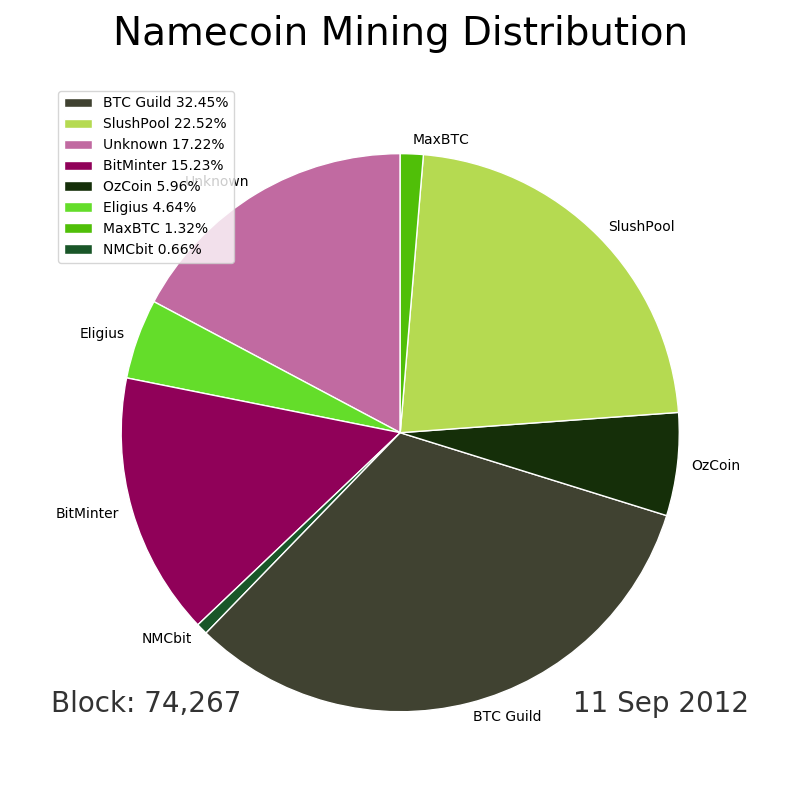 Namecoin Mining Distribution
BTC Guild 32.45%
SlushPool 22.52%
Unknown 17.22%
BitMinter 15.23%
OzCoin 5.96%
Eligius 4.64%
MaxBTC 1.32%
NMCbit 0.66%
MaxBTC
Unknown
SlushPool
Eligius
OzCoin
BitMinter
NMCbit
BTC Guild
Block: 74,267
11 Sep 2012